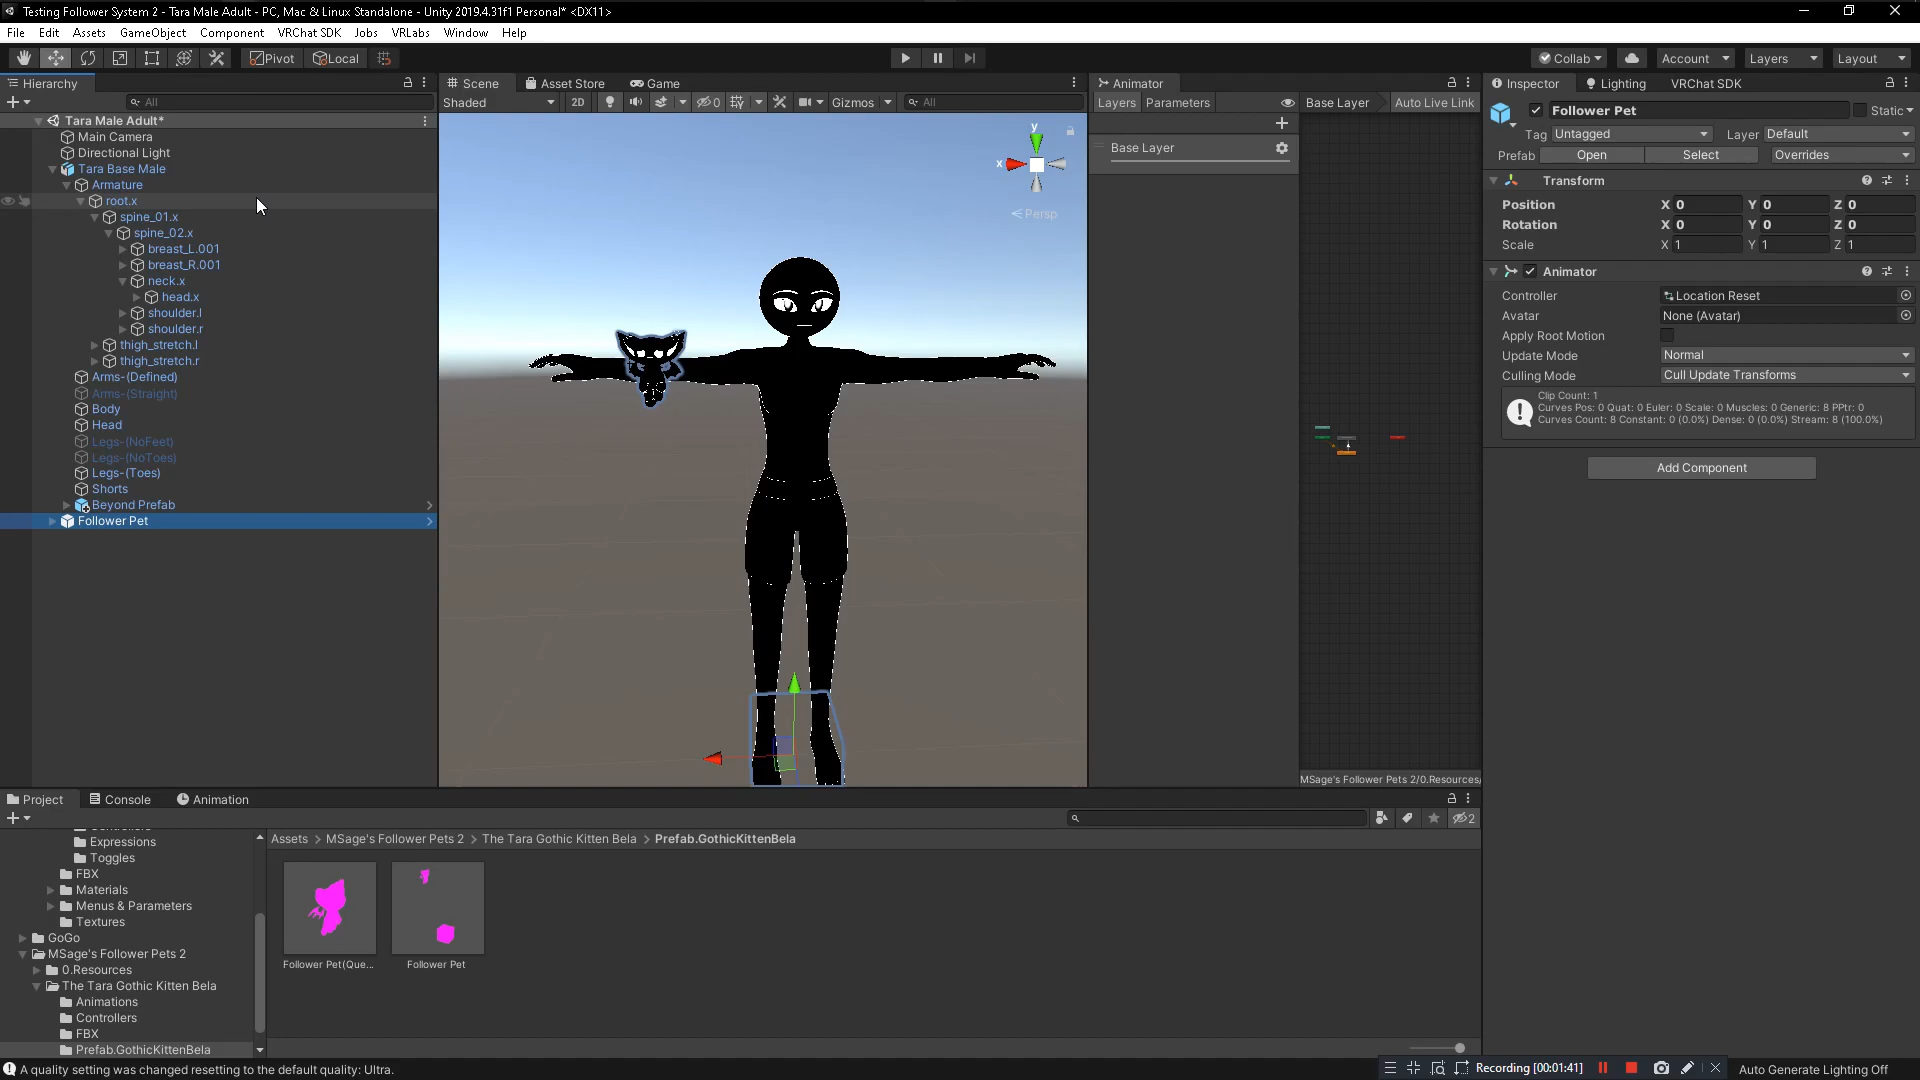 Testing Follower System 2 - Tara Male Adult - PC, Mac & Linux Standalone - Unity 2019.4.31f1 Personal* <DX11>
File Edit Assets GameObject Component VRChat SDK Jobs VRLabs Window Help
Pivot Local Collab Account Layers Layout
Hierarchy Scene Asset Store Game Animator Inspector Lighting VRChat SDK
All Shaded 2D 0 Gizmos All Layers Parameters Base Layer Auto Live Link
Follower Pet Static
Tara Male Adult*
Main Camera
Directional Light
Tara Base Male
Armature
root.x
spine_01.x
spine_02.x
breast_L.001
breast_R.001
neck.x
head.x
shoulder.l
shoulder.r
thigh_stretch.l
thigh_stretch.r
Arms-(Defined)
Arms-(Straight)
Body
Head
Legs-(NoFeet)
Legs-(NoToes)
Legs-(Toes)
Shorts
Beyond Prefab
Follower Pet
y
x
Persp
Base Layer
MSage's Follower Pets 2/0.Resources/
Tag Untagged Layer Default
Prefab Open Select Overrides
Transform
Position X 0 Y 0 Z 0
Rotation X 0 Y 0 Z 0
Scale X 1 Y 1 Z 1
Animator
Controller Location Reset
Avatar None (Avatar)
Apply Root Motion
Update Mode Normal
Culling Mode Cull Update Transforms
Clip Count: 1
Curves Pos: 0 Quat: 0 Euler: 0 Scale: 0 Muscles: 0 Generic: 8 PPtr: 0
Curves Count: 8 Constant: 0 (0.0%) Dense: 0 (0.0%) Stream: 8 (100.0%)
Add Component
Project Console Animation
2
Expressions
Toggles
FBX
Materials
Menus & Parameters
Textures
GoGo
MSage's Follower Pets 2
0.Resources
The Tara Gothic Kitten Bela
Animations
Controllers
FBX
Prefab.GothicKittenBela
Assets > MSage's Follower Pets 2 > The Tara Gothic Kitten Bela > Prefab.GothicKittenBela
Follower Pet(Que... Follower Pet
A quality setting was changed resetting to the default quality: Ultra.
Recording [00:01:41]
Auto Generate Lighting Off